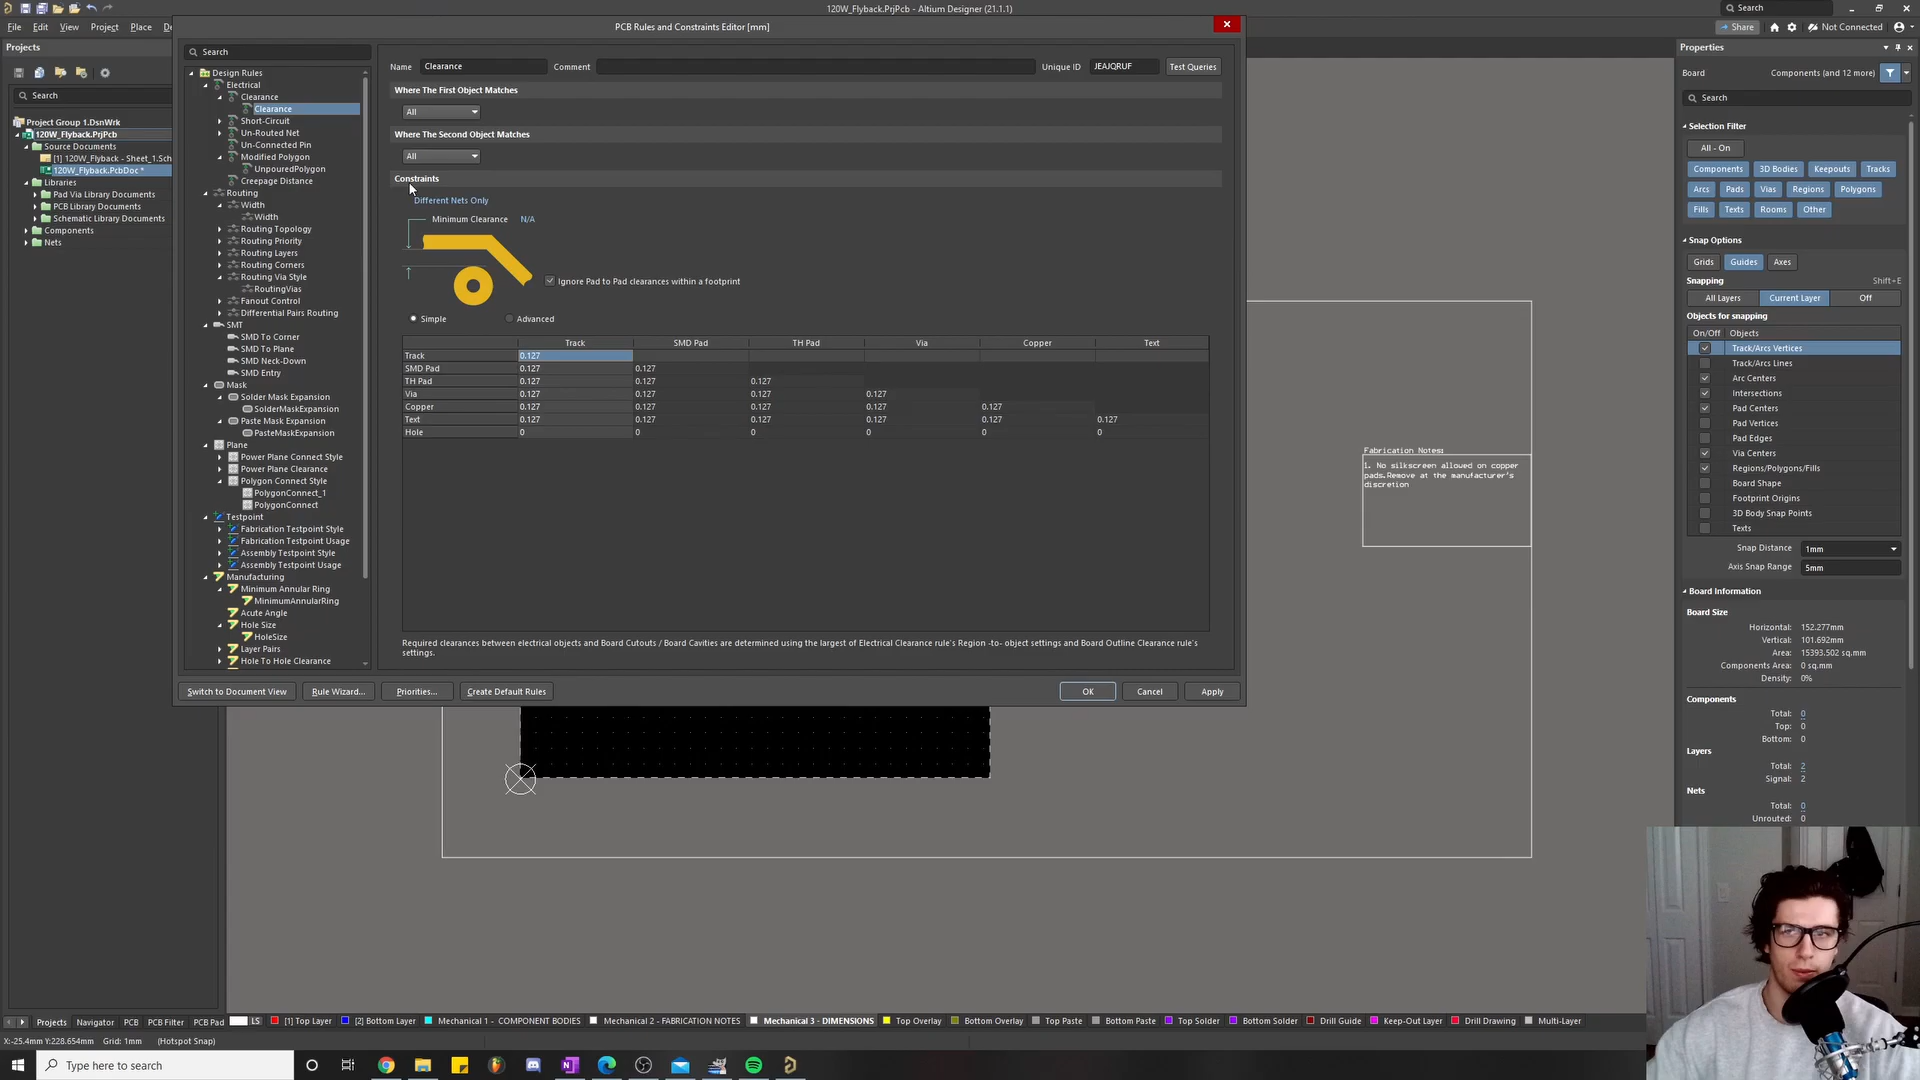 120W_Flyback.PrjPcb - Altium Designer (21.1.1)
Search
File
Edit
View
Project
Place
Share
Not Connected
PCB Rules and Constraints Editor [mm]
Projects
Search
Project Group 1.DsnWrk
120W_Flyback.PrjPcb
Source Documents
[1] 120W_Flyback - Sheet_1.Sch
120W_Flyback.PcbDoc *
Libraries
Pad Via Library Documents
PCB Library Documents
Schematic Library Documents
Components
Nets
Search
Design Rules
Electrical
Clearance
Clearance
Short-Circuit
Un-Routed Net
Un-Connected Pin
Modified Polygon
UnpouredPolygon
Creepage Distance
Routing
Width
Width
Routing Topology
Routing Priority
Routing Layers
Routing Corners
Routing Via Style
RoutingVias
Fanout Control
Differential Pairs Routing
SMT
SMD To Corner
SMD To Plane
SMD Neck-Down
SMD Entry
Mask
Solder Mask Expansion
SolderMaskExpansion
Paste Mask Expansion
PasteMaskExpansion
Plane
Power Plane Connect Style
Power Plane Clearance
Polygon Connect Style
PolygonConnect_1
PolygonConnect
Testpoint
Fabrication Testpoint Style
Fabrication Testpoint Usage
Assembly Testpoint Style
Assembly Testpoint Usage
Manufacturing
Minimum Annular Ring
MinimumAnnularRing
Acute Angle
Hole Size
HoleSize
Layer Pairs
Hole To Hole Clearance
Name Clearance Comment Unique ID JEAJQRUF Test Queries
Where The First Object Matches
All
Where The Second Object Matches
All
Constraints
Different Nets Only
Minimum Clearance N/A
Ignore Pad to Pad clearances within a footprint
Simple Advanced
Track SMD Pad TH Pad Via Copper Text
Track 0.127
SMD Pad 0.127 0.127
TH Pad 0.127 0.127 0.127
Via 0.127 0.127 0.127 0.127
Copper 0.127 0.127 0.127 0.127 0.127
Text 0.127 0.127 0.127 0.127 0.127 0.127
Hole 0 0 0 0 0 0
Required clearances between electrical objects and Board Cutouts / Board Cavities are determined using the largest of Electrical Clearance rule's Region -to- object settings and Board Outline Clearance rule's
settings.
Switch to Document View Rule Wizard... Priorities... Create Default Rules OK Cancel Apply
Fabrication Notes:
1. No silkscreen allowed on copper
pads.Remove at the manufacturer's
discretion
Properties
Board Components (and 12 more)
Search
Selection Filter
All - On
Components 3D Bodies Keepouts Tracks
Arcs Pads Vias Regions Polygons
Fills Texts Rooms Other
Snap Options
Grids Guides Axes
Snapping Shift+E
All Layers Current Layer Off
Objects for snapping
On/Off Objects
Track/Arcs Vertices
Track/Arcs Lines
Arc Centers
Intersections
Pad Centers
Pad Vertices
Pad Edges
Via Centers
Regions/Polygons/Fills
Board Shape
Footprint Origins
3D Body Snap Points
Texts
Snap Distance 1mm
Axis Snap Range 5mm
Board Information
Board Size
Horizontal: 152.277mm
Vertical: 101.692mm
Area: 15393.502 sq.mm
Components Area: 0 sq.mm
Density: 0%
Components
Total: 0
Top: 0
Bottom: 0
Layers
Total: 2
Signal: 2
Nets
Total: 0
Unrouted: 0
Projects Navigator PCB PCB Filter PCB Pad LS [1] Top Layer [2] Bottom Layer Mechanical 1 - COMPONENT BODIES Mechanical 2 - FABRICATION NOTES Mechanical 3 - DIMENSIONS Top Overlay Bottom Overlay Top Paste Bottom Paste Top Solder Bottom Solder Drill Guide Keep-Out Layer Drill Drawing Multi-Layer
X:-25.4mm Y:228.654mm Grid: 1mm (Hotspot Snap)
Type here to search